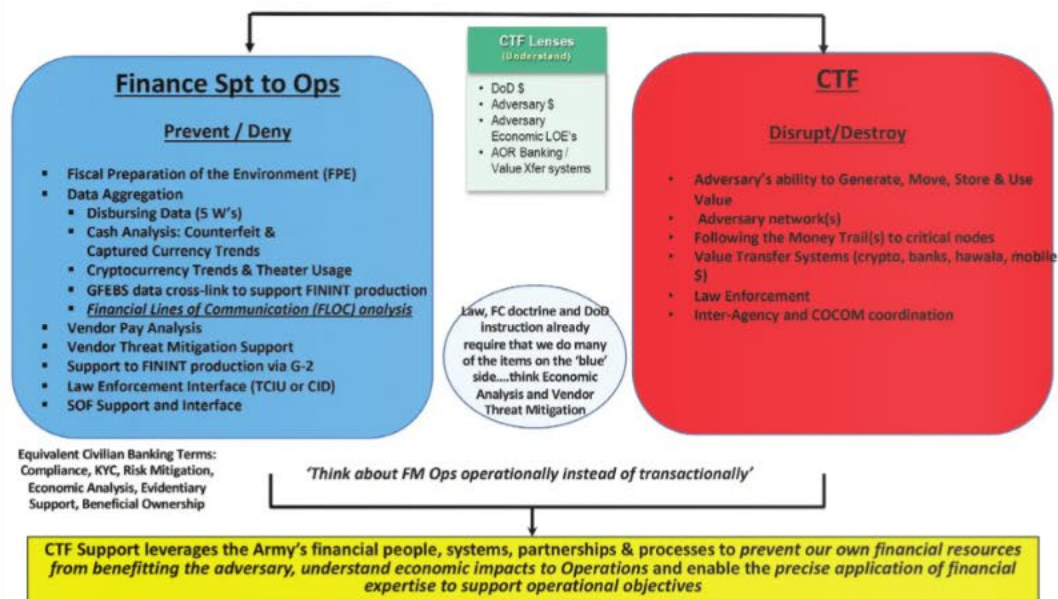 CTF Lenses
(Understand)
• DoD $
• Adversary $
• Adversary
Economic LOE's
• AOR Banking /
Value Xfer systems
Finance Spt to Ops
Prevent / Deny
▪ Fiscal Preparation of the Environment (FPE)
▪ Data Aggregation
▪ Disbursing Data (5 W's)
▪ Cash Analysis: Counterfeit &
Captured Currency Trends
▪ Cryptocurrency Trends & Theater Usage
▪ GFEBS data cross-link to support FININT production
▪ Financial Lines of Communication (FLOC) analysis
▪ Vendor Pay Analysis
▪ Vendor Threat Mitigation Support
▪ Support to FININT production via G-2
▪ Law Enforcement Interface (TCIU or CID)
▪ SOF Support and Interface
CTF
Disrupt/Destroy
• Adversary's ability to Generate, Move, Store & Use
Value
• Adversary network(s)
• Following the Money Trail(s) to critical nodes
• Value Transfer Systems (crypto, banks, hawala, mobile
$)
• Law Enforcement
• Inter-Agency and COCOM coordination
Law, FC doctrine and DoD
instruction already
require that we do many
of the items on the 'blue'
side....think Economic
Analysis and Vendor
Threat Mitigation
Equivalent Civilian Banking Terms:
Compliance, KYC, Risk Mitigation,
Economic Analysis, Evidentiary
Support, Beneficial Ownership
'Think about FM Ops operationally instead of transactionally'
CTF Support leverages the Army's financial people, systems, partnerships & processes to prevent our own financial resources
from benefitting the adversary, understand economic impacts to Operations and enable the precise application of financial
expertise to support operational objectives